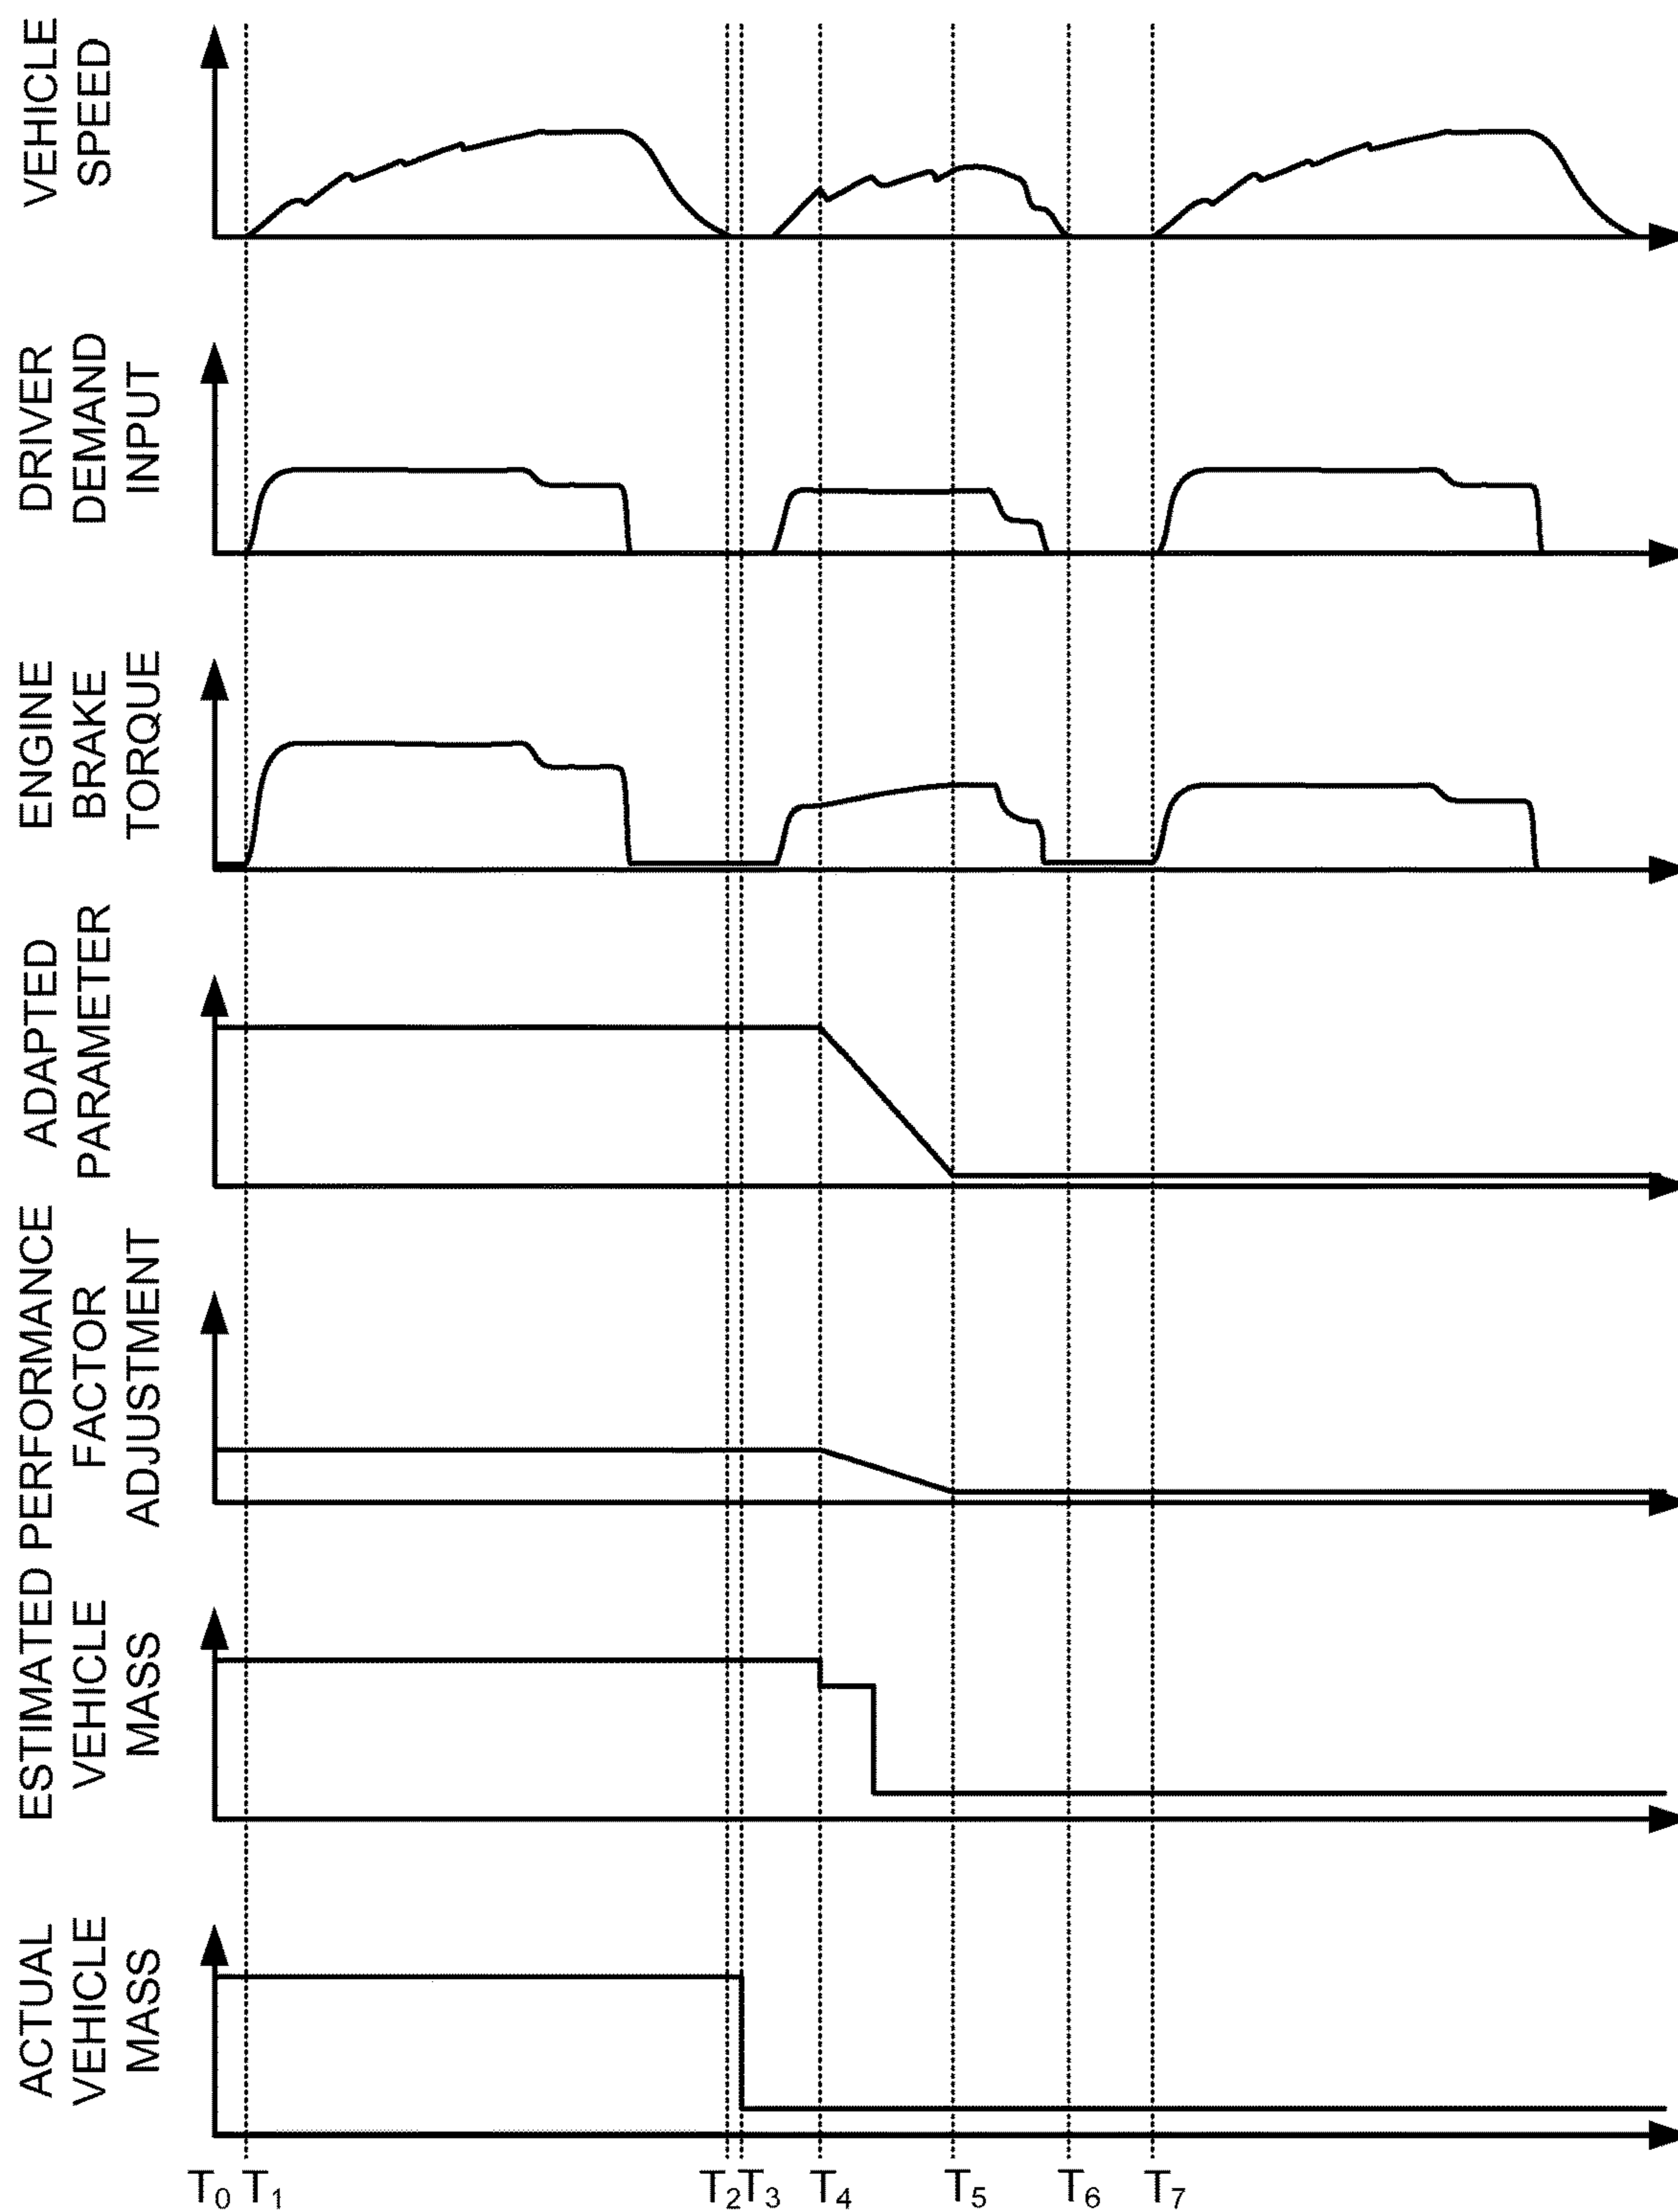 VEHICLE
SPEED
DRIVER
DEMAND
INPUT
ENGINE
BRAKE
TORQUE
ADAPTED
PARAMETER
PERFORMANCE
FACTOR
ADJUSTMENT
ESTIMATED
VEHICLE
MASS
ACTUAL
VEHICLE
MASS
T₀ T₁ T₂ T₃ T₄ T₅ T₆ T₇